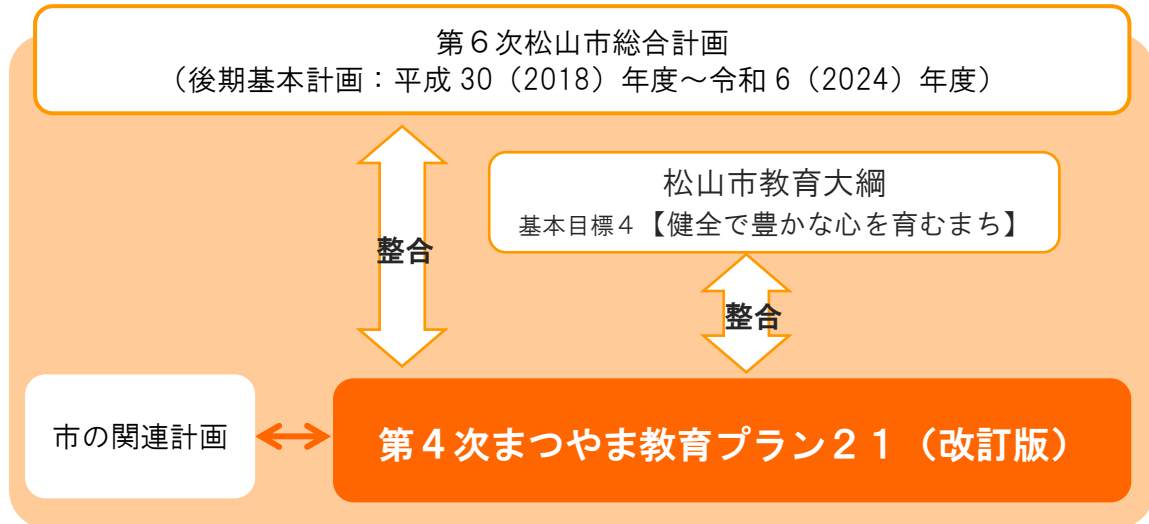 第６次松山市総合計画
（後期基本計画：平成 30（2018）年度～令和 6（2024）年度）
松山市教育大綱
基本目標４【健全で豊かな心を育むまち】
整合
整合
市の関連計画
第４次まつやま教育プラン２１（改訂版）